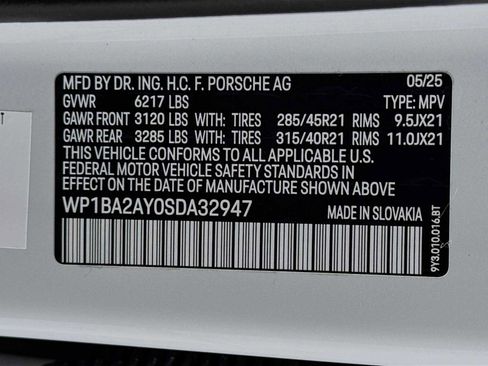 MFD BY DR. ING. H.C. F. PORSCHE AG 05/25
GVWR 6217 LBS TYPE: MPV
GAWR FRONT 3120 LBS WITH: TIRES 285/45R21 RIMS 9.5JX21
GAWR REAR 3285 LBS WITH: TIRES 315/40R21 RIMS 11.0JX21
THIS VEHICLE CONFORMS TO ALL APPLICABLE U.S.
FEDERAL MOTOR VEHICLE SAFETY STANDARDS IN
EFFECT ON THE DATE OF MANUFACTURE SHOWN ABOVE
WP1BA2AY0SDA32947 MADE IN SLOVAKIA
9Y3.010.016.BT